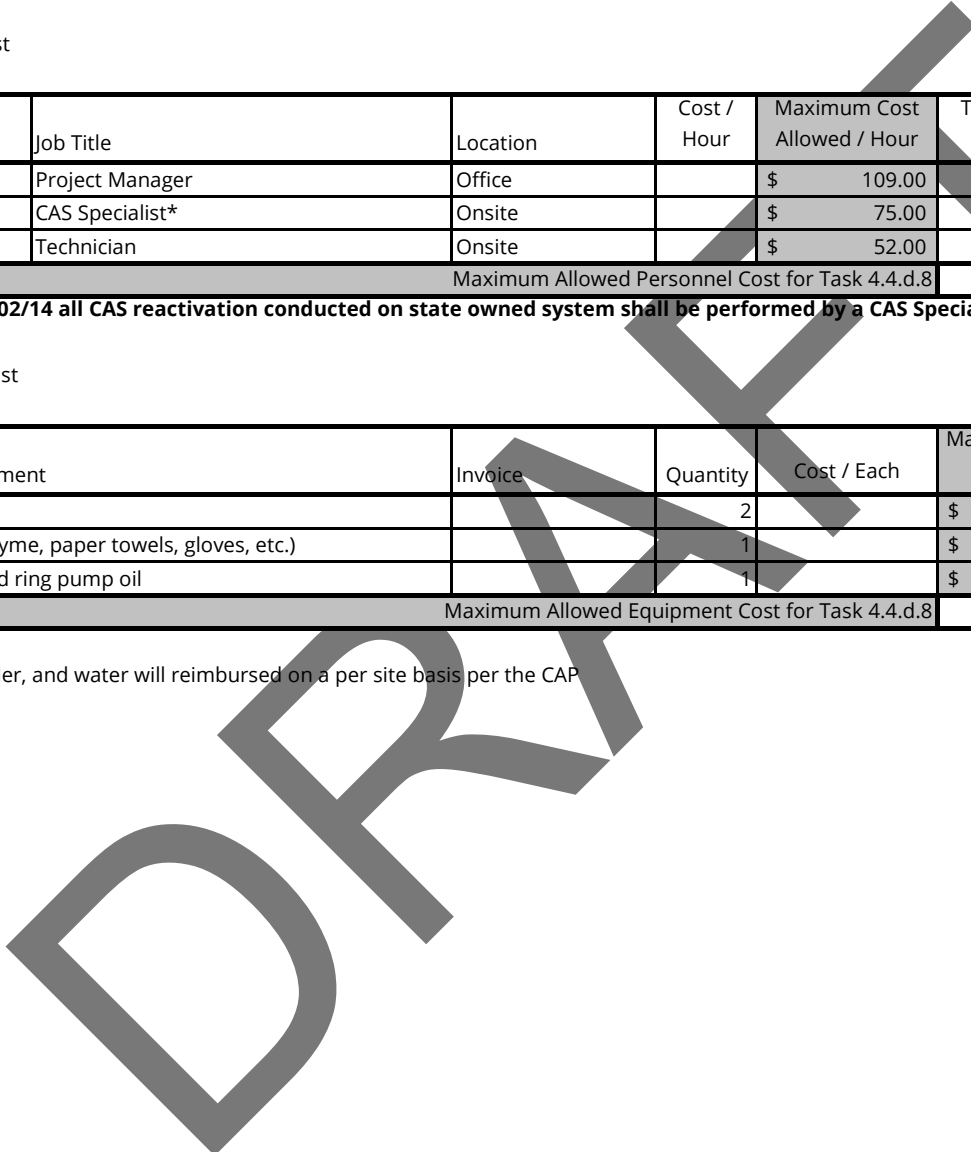 st
Cost / Maximum Cost T
Job Title Location Hour Allowed / Hour
Project Manager Office $ 109.00
CAS Specialist* Onsite $ 75.00
Technician Onsite $ 52.00
Maximum Allowed Personnel Cost for Task 4.4.d.8
02/14 all CAS reactivation conducted on state owned system shall be performed by a CAS Specia
st
Ma
ment Invoice Quantity Cost / Each
2 $
yme, paper towels, gloves, etc.) 1 $
d ring pump oil 1 $
Maximum Allowed Equipment Cost for Task 4.4.d.8
er, and water will reimbursed on a per site basis per the CAP
DRAFT